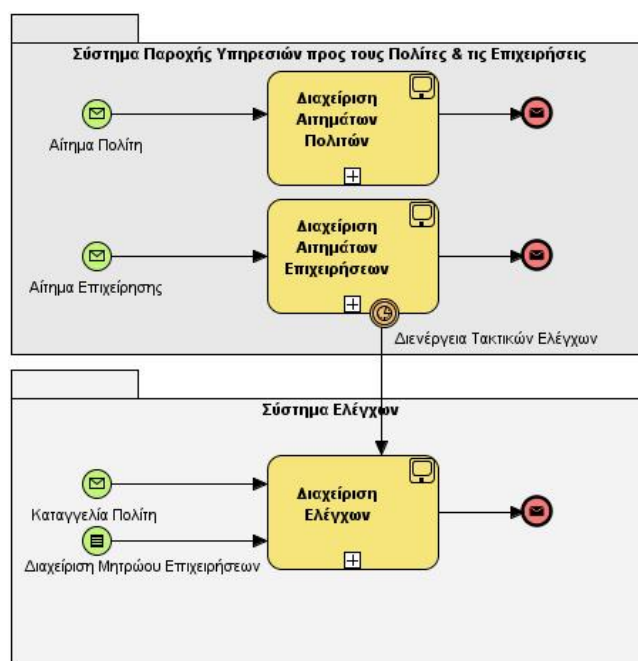 Σύστημα Παροχής Υπηρεσιών προς τους Πολίτες & τις Επιχειρήσεις
Διαχείριση
Αιτημάτων
Πολιτών
Αίτημα Πολίτη
Διαχείριση
Αιτημάτων
Επιχειρήσεων
Αίτημα Επιχείρησης
Διενέργεια Τακτικών Ελέγχων
Σύστημα Ελέγχων
Διαχείριση
Ελέγχων
Καταγγελία Πολίτη
Διαχείριση Μητρώου Επιχειρήσεων